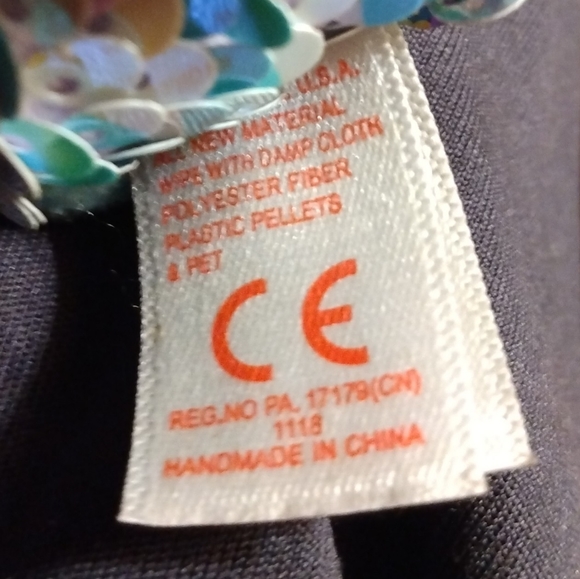 U.S.A.
NEW MATERIAL
WIPE WITH DAMP CLOTH
POLYESTER FIBER
PLASTIC PELLETS
& PET
CE
REG.NO PA. 17179(CN)
1118
HANDMADE IN CHINA